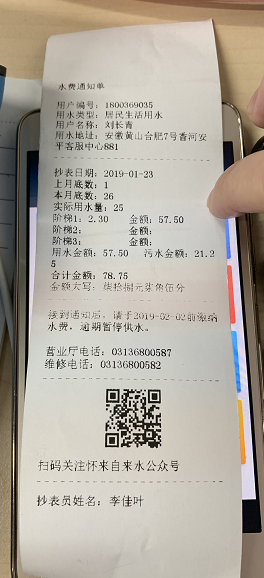 水费通知单
用户编号：1800369035
用水类型：居民生活用水
用户名称：刘长青
用水地址：安徽黄山合肥7号香河安
平客服中心881
抄表日期：2019-01-23
上月底数：1
本月底数：26
实际用水量：25
阶梯1：2.30 金额：57.50
阶梯2： 金额：
阶梯3： 金额：
用水金额：57.50 污水金额：21.2
5
合计金额：78.75
金额大写：柒拾捌元柒角伍分
接到通知后，请于2019-02-02前缴纳
水费，逾期暂停供水。
营业厅电话：03136800587
维修电话：03136800582
扫码关注怀来自来水公众号
抄表员姓名：李佳叶